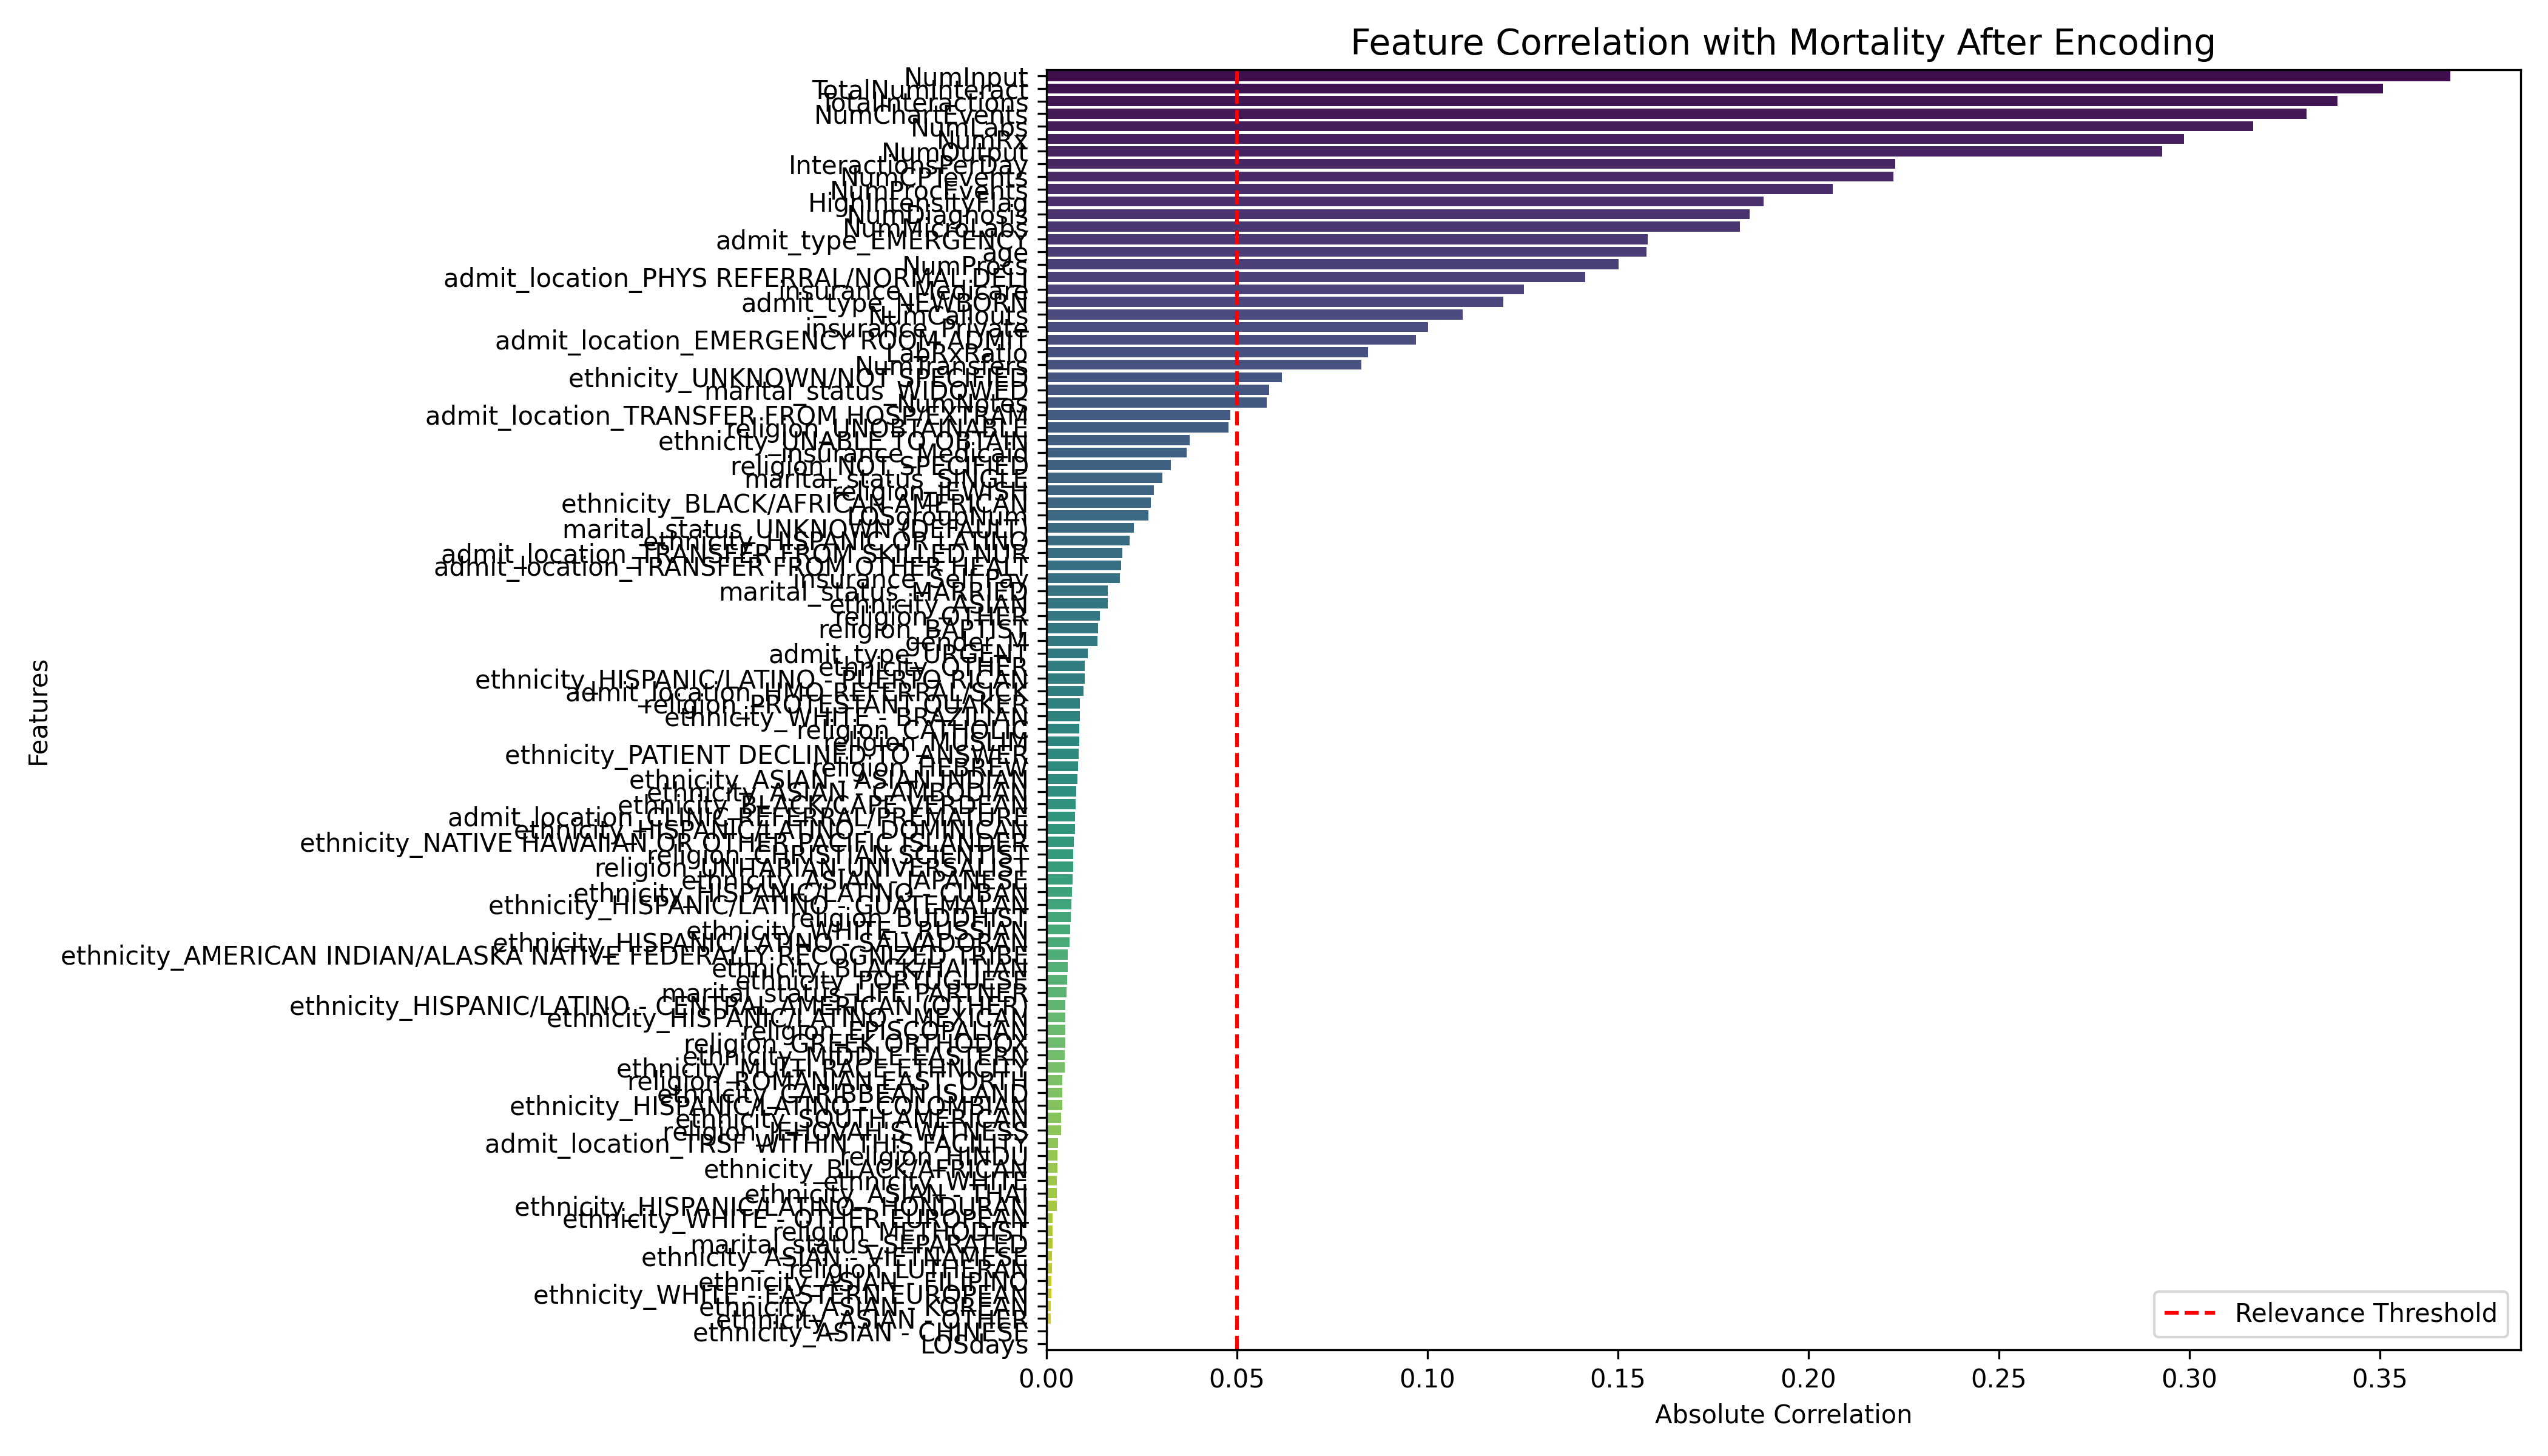 Feature Correlation with Mortality After Encoding
NumInput
TotalNumInteract
TotalInteractions
NumChartEvents
NumLabs
NumRx
NumOutput
InteractionsPerDay
NumCPTevents
NumProcEvents
HighIntensityFlag
NumDiagnosis
NumMicroLabs
admit_type_EMERGENCY
age
NumProcs
admit_location_PHYS REFERRAL/NORMAL DELI
insurance_Medicare
admit_type_NEWBORN
NumCallouts
insurance_Private
admit_location_EMERGENCY ROOM ADMIT
LabRxRatio
NumTransfers
ethnicity_UNKNOWN/NOT SPECIFIED
marital_status_WIDOWED
NumNotes
admit_location_TRANSFER FROM HOSP/EXTRAM
religion_UNOBTAINABLE
ethnicity_UNABLE TO OBTAIN
insurance_Medicaid
religion_NOT SPECIFIED
marital_status_SINGLE
religion_JEWISH
ethnicity_BLACK/AFRICAN AMERICAN
LOSgroupNum
marital_status_UNKNOWN (DEFAULT)
ethnicity_HISPANIC OR LATINO
admit_location_TRANSFER FROM SKILLED NUR
admit_location_TRANSFER FROM OTHER HEALT
insurance_Self Pay
marital_status_MARRIED
ethnicity_ASIAN
religion_OTHER
religion_BAPTIST
gender_M
admit_type_URGENT
ethnicity_OTHER
ethnicity_HISPANIC/LATINO - PUERTO RICAN
admit_location_HMO REFERRAL/SICK
religion_PROTESTANT QUAKER
ethnicity_WHITE - BRAZILIAN
religion_CATHOLIC
religion_MUSLIM
ethnicity_PATIENT DECLINED TO ANSWER
religion_HEBREW
ethnicity_ASIAN - ASIAN INDIAN
ethnicity_ASIAN - CAMBODIAN
ethnicity_BLACK/CAPE VERDEAN
admit_location_CLINIC REFERRAL/PREMATURE
ethnicity_HISPANIC/LATINO - DOMINICAN
ethnicity_NATIVE HAWAIIAN OR OTHER PACIFIC ISLANDER
religion_CHRISTIAN SCIENTIST
religion_UNITARIAN-UNIVERSALIST
ethnicity_ASIAN - JAPANESE
ethnicity_HISPANIC/LATINO - CUBAN
ethnicity_HISPANIC/LATINO - GUATEMALAN
religion_BUDDHIST
ethnicity_WHITE - RUSSIAN
ethnicity_HISPANIC/LATINO - SALVADORAN
ethnicity_AMERICAN INDIAN/ALASKA NATIVE FEDERALLY RECOGNIZED TRIBE
ethnicity_BLACK/HAITIAN
ethnicity_PORTUGUESE
marital_status_LIFE PARTNER
ethnicity_HISPANIC/LATINO - CENTRAL AMERICAN (OTHER)
ethnicity_HISPANIC/LATINO - MEXICAN
religion_EPISCOPALIAN
religion_GREEK ORTHODOX
ethnicity_MIDDLE EASTERN
ethnicity_MULTI RACE ETHNICITY
religion_ROMANIAN EAST. ORTH
ethnicity_CARIBBEAN ISLAND
ethnicity_HISPANIC/LATINO - COLOMBIAN
ethnicity_SOUTH AMERICAN
religion_JEHOVAH'S WITNESS
admit_location_TRSF WITHIN THIS FACILITY
religion_HINDU
ethnicity_BLACK/AFRICAN
ethnicity_WHITE
ethnicity_ASIAN - THAI
ethnicity_HISPANIC/LATINO - HONDURAN
ethnicity_WHITE - OTHER EUROPEAN
religion_METHODIST
marital_status_SEPARATED
ethnicity_ASIAN - VIETNAMESE
religion_LUTHERAN
ethnicity_ASIAN - FILIPINO
ethnicity_WHITE - EASTERN EUROPEAN
ethnicity_ASIAN - KOREAN
ethnicity_ASIAN - OTHER
ethnicity_ASIAN - CHINESE
LOSdays
Features
Relevance Threshold
0.00 0.05 0.10 0.15 0.20 0.25 0.30 0.35
Absolute Correlation